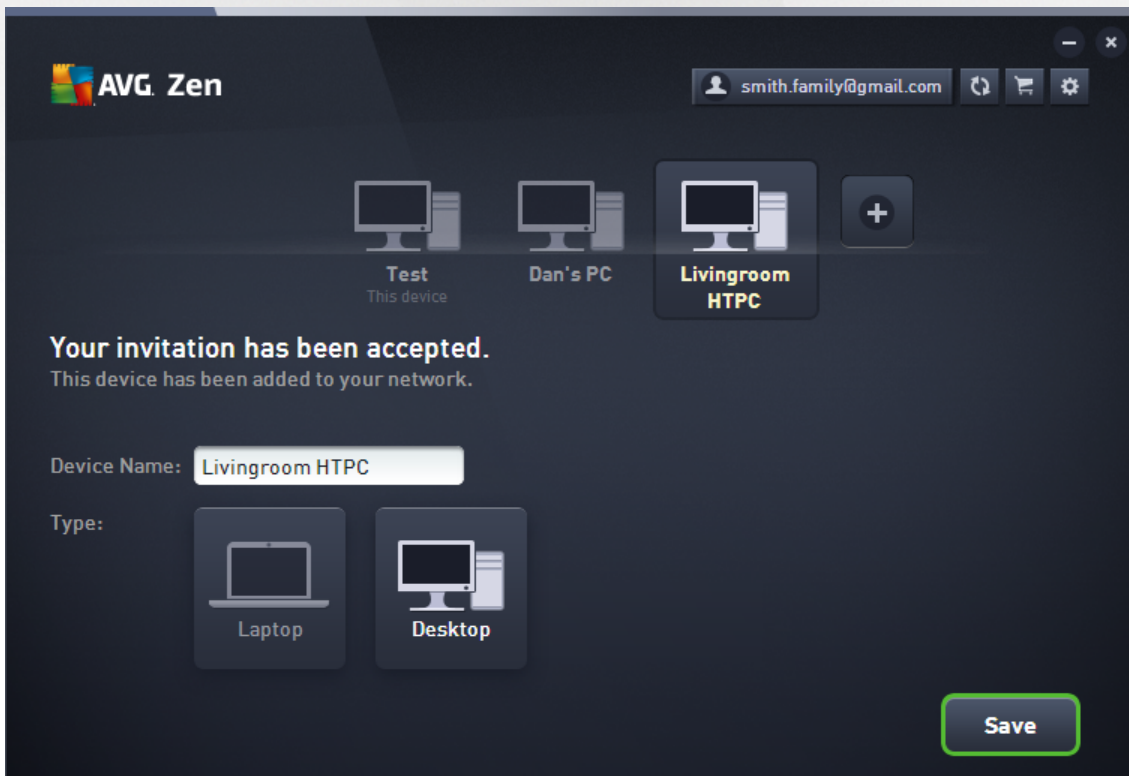 AVG. Zen
smith.family@gmail.com
Test
This device
Dan's PC
Livingroom
HTPC
Your invitation has been accepted.
This device has been added to your network.
Device Name:
Livingroom HTPC
Type:
Laptop
Desktop
Save